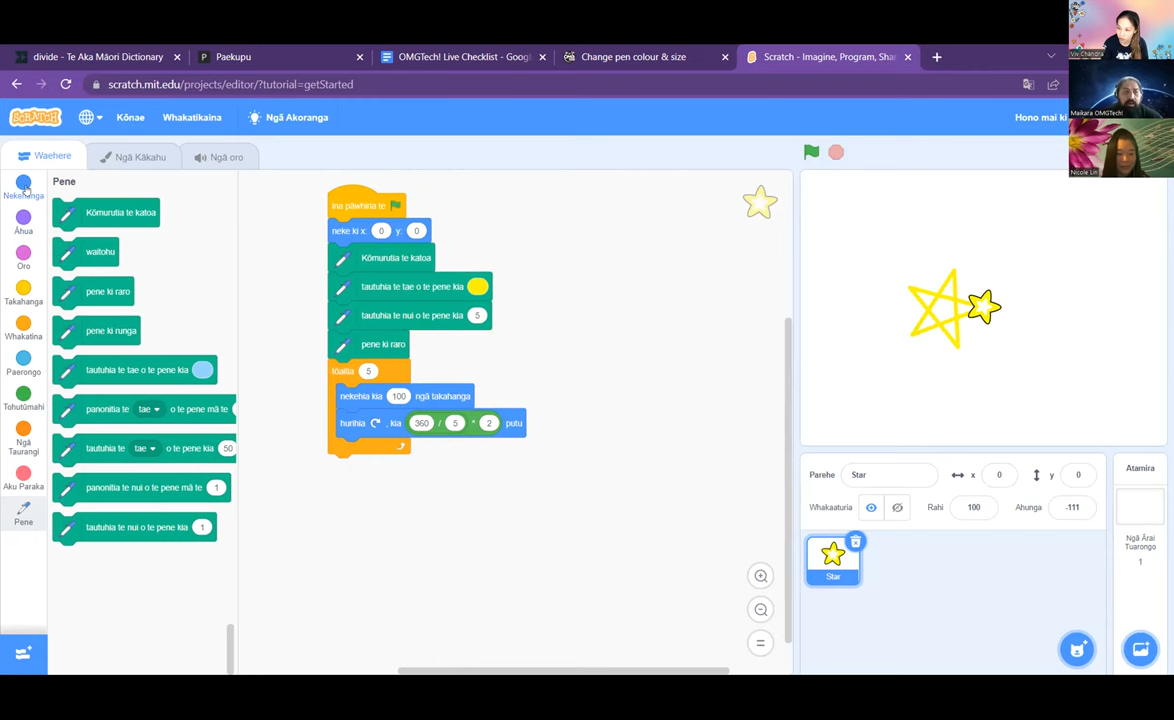 divide - Te Aka Māori Dictionary
Paekupu
OMGTech! Live Checklist - Googl
Change pen colour & size
Scratch - Imagine, Program, Shar
Viv Chandra
scratch.mit.edu/projects/editor/?tutorial=getStarted
Maikara OMGTech!
SCRATCH
Kōnae
Whakatikaina
Ngā Akoranga
Hono mai ki
Nicole Lin
Waehere
Ngā Kākahu
Ngā oro
Nekehanga
Āhua
Oro
Takahanga
Whakatina
Paerongo
Tohutūmahi
Ngā
Taurangi
Aku Paraka
Pene
Pene
Kōmurutia te katoa
waitohu
pene ki raro
pene ki runga
tautuhia te tae o te pene kia
panonitia te tae o te pene mā te
tautuhia te tae o te pene kia 50
panonitia te nui o te pene mā te 1
tautuhia te nui o te pene kia 1
ina pāwhiria te
neke ki x: 0 y: 0
Kōmurutia te katoa
tautuhia te tae o te pene kia
tautuhia te nui o te pene kia 5
pene ki raro
tōaitia 5
nekehia kia 100 ngā takahanga
hurihia , kia 360 / 5 * 2 putu
Parehe Star x 0 y 0
Whakaaturia Rahi 100 Ahunga -111
Star
Atamira
Ngā Ārai
Tuarongo
1